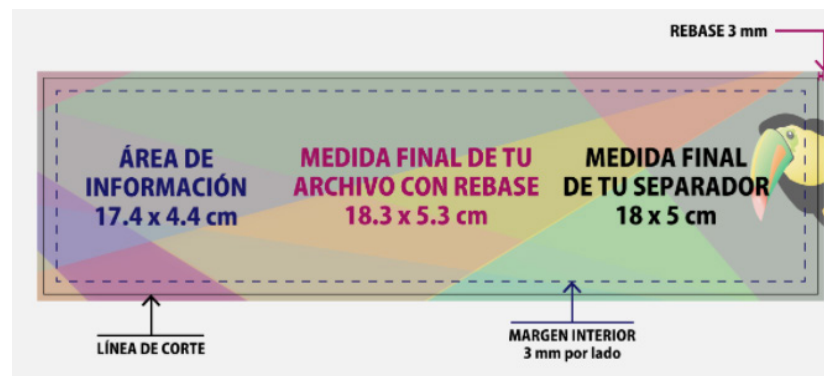 REBASE 3 mm
ÁREA DE
INFORMACIÓN
17.4 x 4.4 cm
MEDIDA FINAL DE TU
ARCHIVO CON REBASE
18.3 x 5.3 cm
MEDIDA FINAL
DE TU SEPARADOR
18 x 5 cm
LÍNEA DE CORTE
MARGEN INTERIOR
3 mm por lado